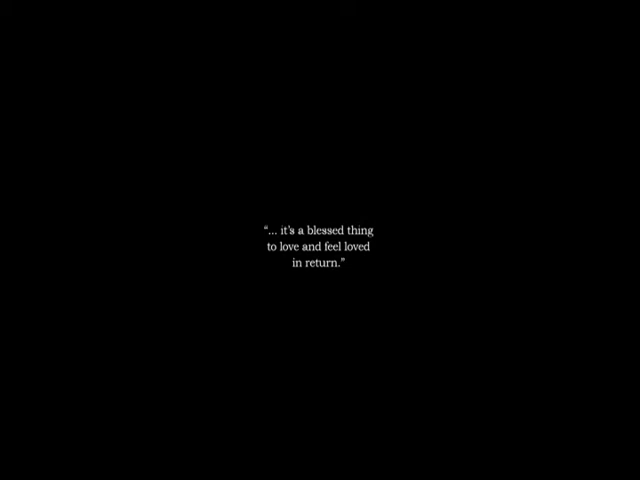 “... it’s a blessed thing
to love and feel loved
in return.”